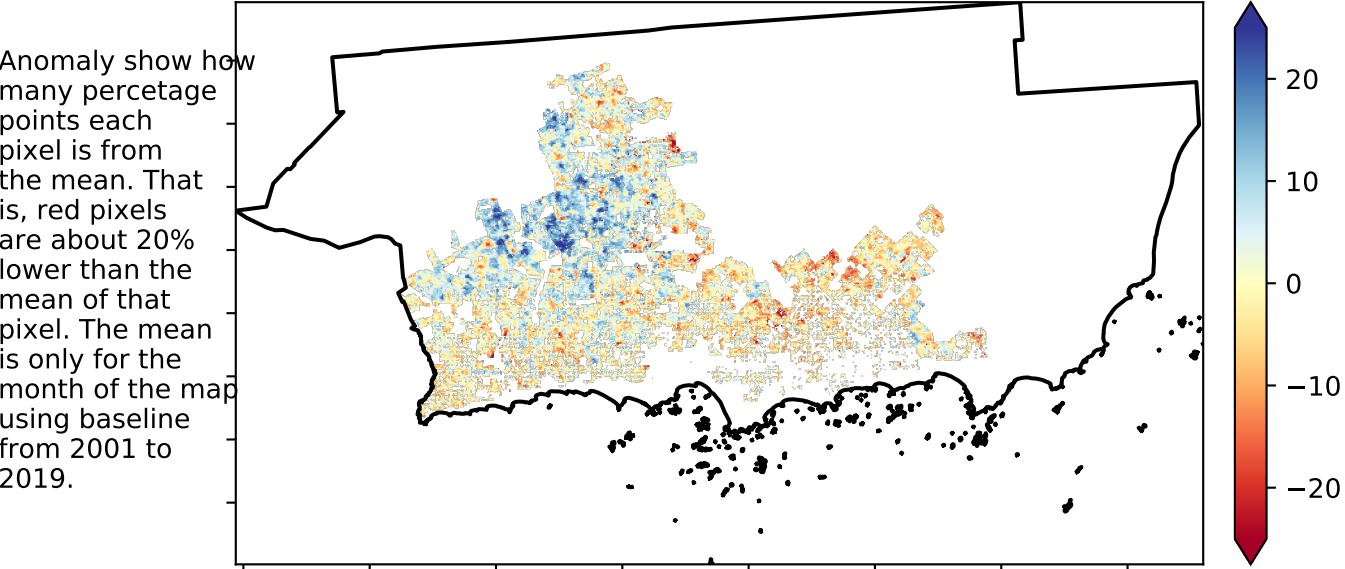 Anomaly show how
many percetage
points each
pixel is from
the mean. That
is, red pixels
are about 20%
lower than the
mean of that
pixel. The mean
is only for the
month of the map
using baseline
from 2001 to
2019.
20
10
0
−10
−20